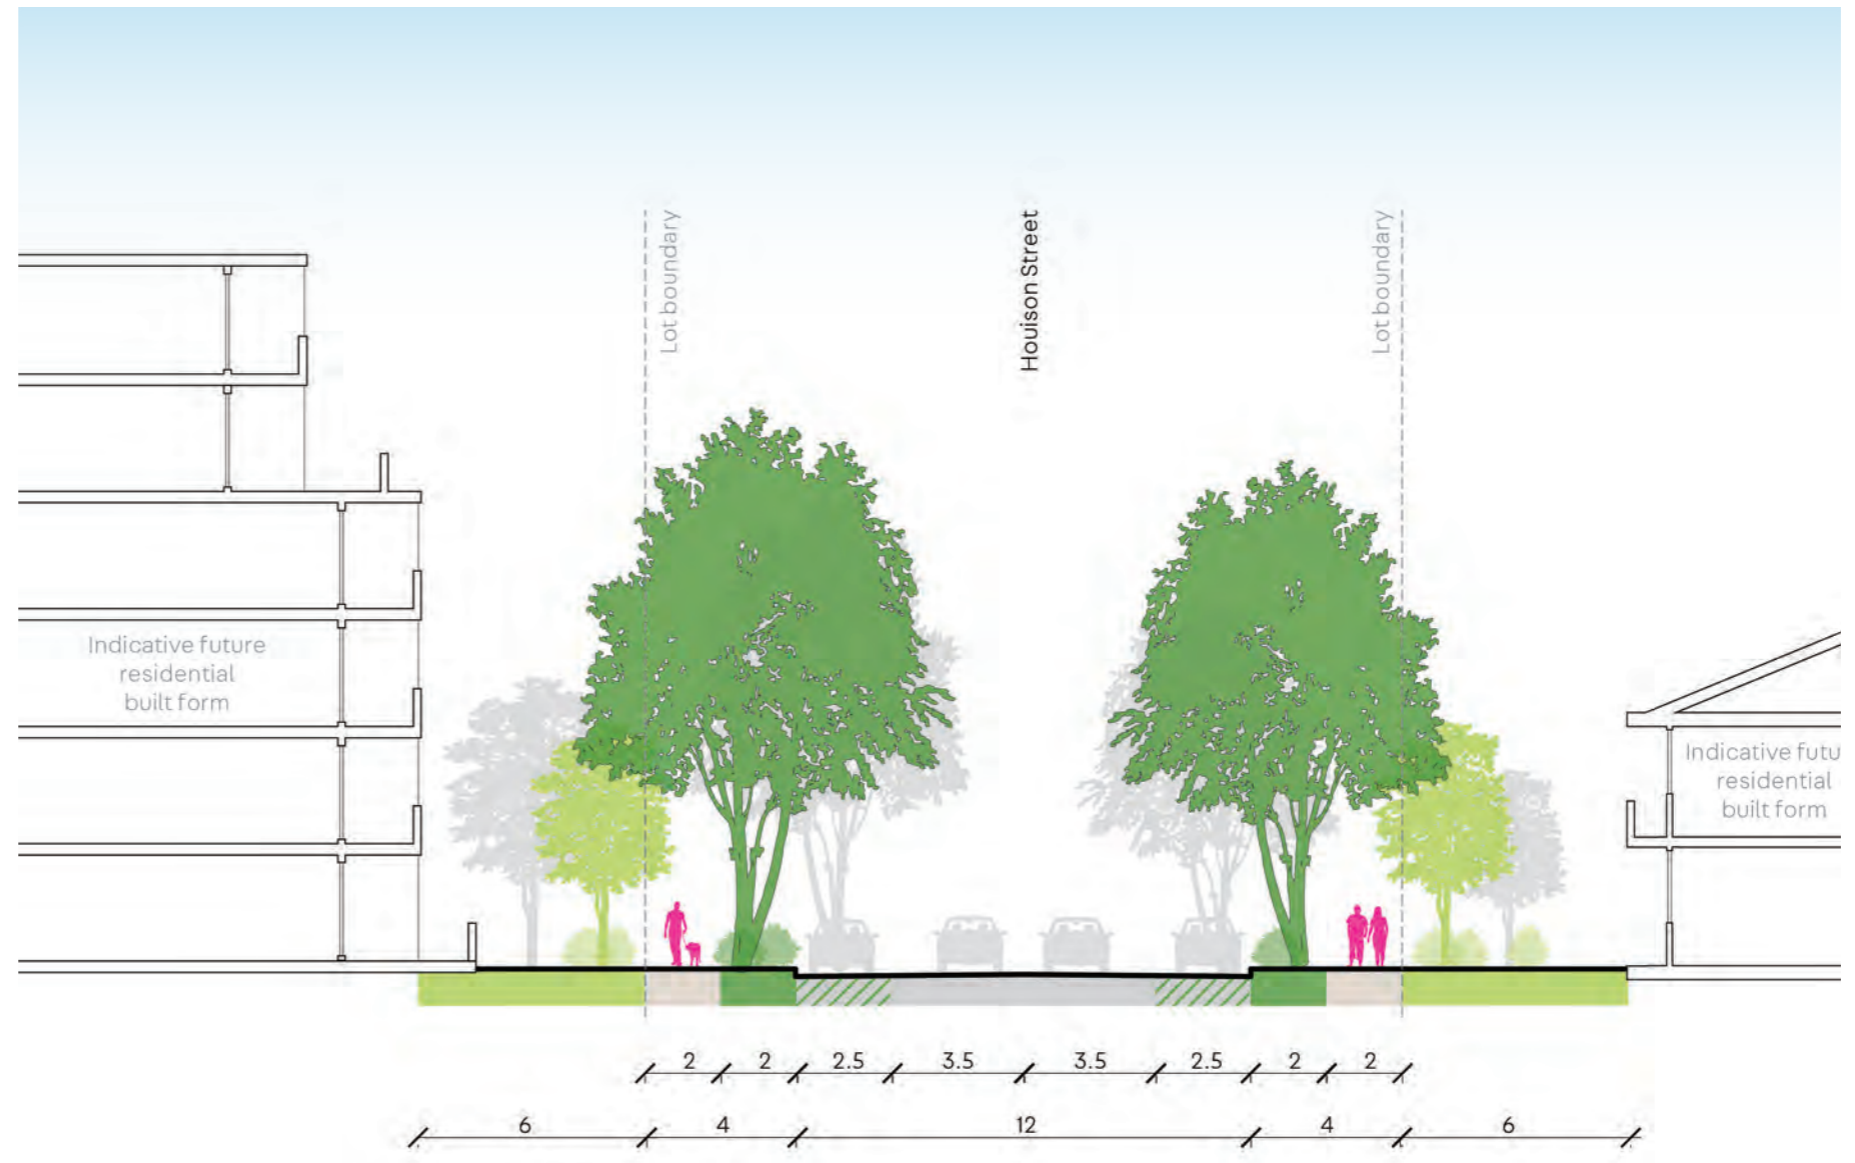 Lot boundary
Houison Street
Lot boundary
Indicative future
residential
built form
Indicative futu
residential
built form
2 2 2.5 3.5 3.5 2.5 2 2
6 4 12 4 6